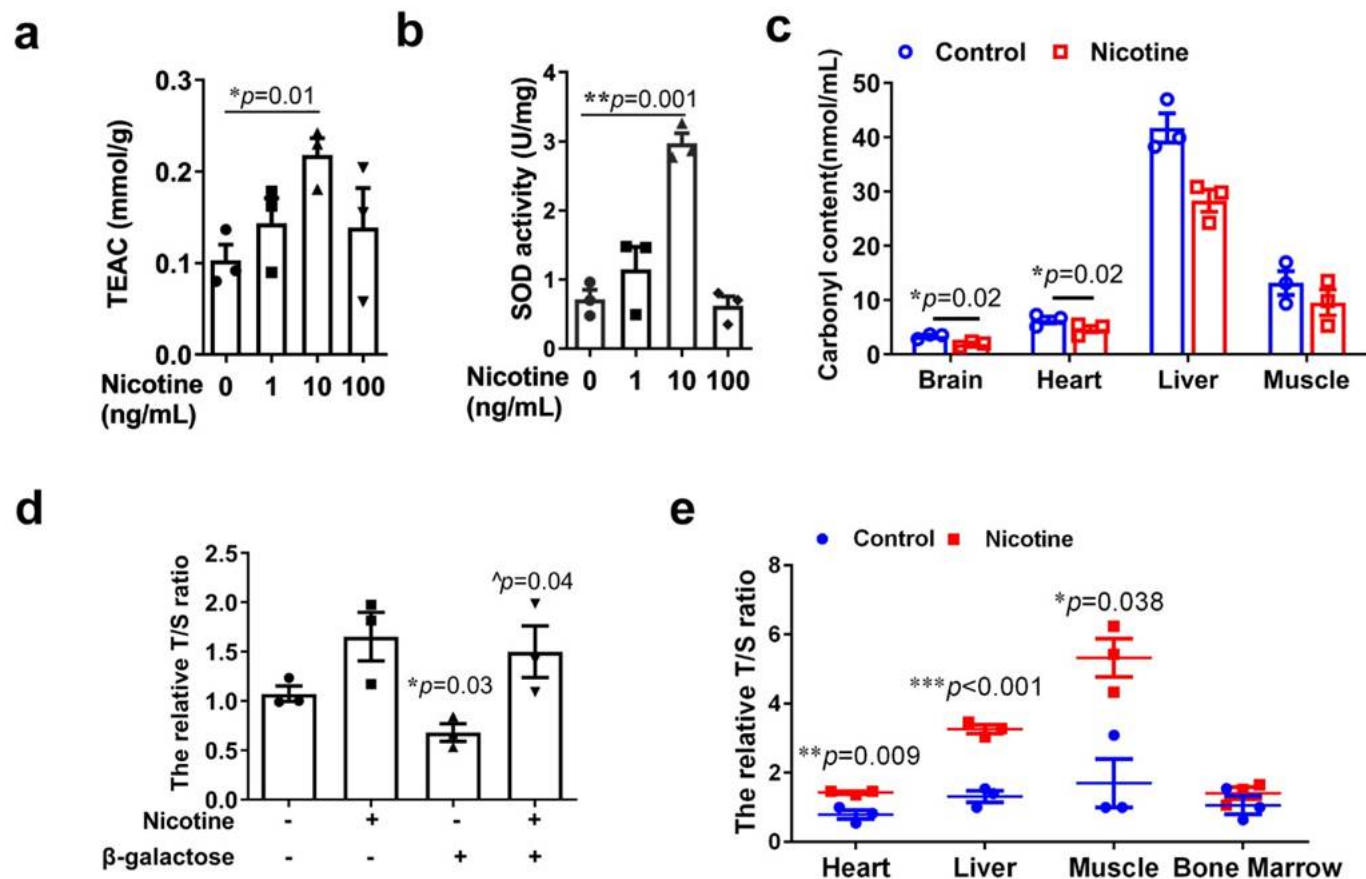 a
TEAC (mmol/g)
0.3
0.2
0.1
0.0
*p=0.01
Nicotine 0 1 10 100
(ng/mL)
b
SOD activity (U/mg)
4
3
2
1
0
**p=0.001
Nicotine 0 1 10 100
(ng/mL)
c
Control Nicotine
Carbonyl content(nmol/mL)
50
40
30
20
10
0
*p=0.02
*p=0.02
Brain Heart Liver Muscle
d
The relative T/S ratio
2.5
2.0
1.5
1.0
0.5
0.0
*p=0.03
^p=0.04
Nicotine - + - +
β-galactose - - + +
e
Control Nicotine
The relative T/S ratio
8
6
4
2
0
**p=0.009
***p<0.001
*p=0.038
Heart Liver Muscle Bone Marrow